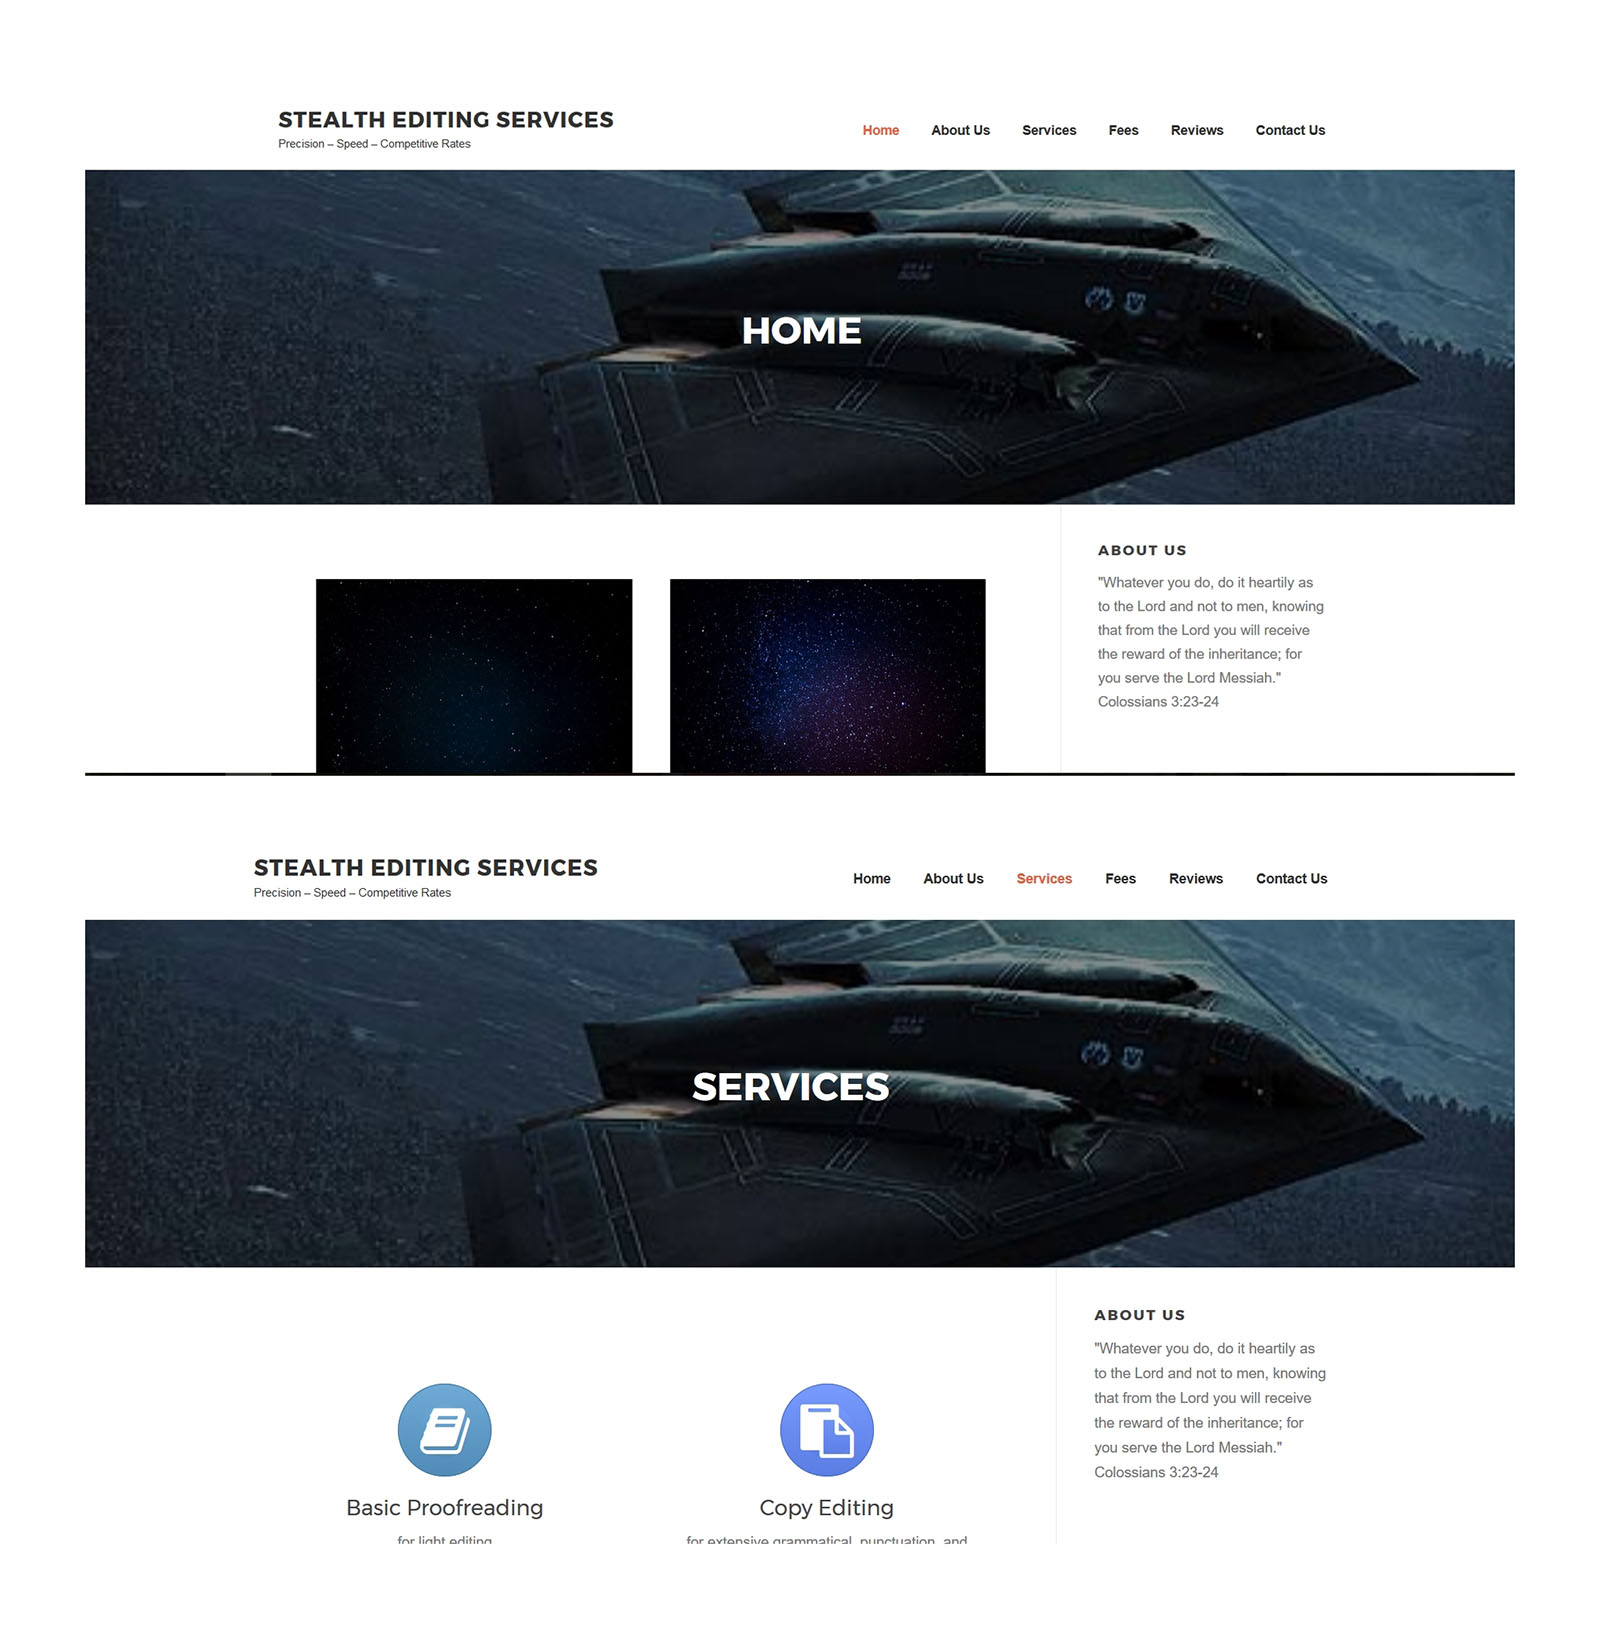 STEALTH EDITING SERVICES
Precision – Speed – Competitive Rates
Home About Us Services Fees Reviews Contact Us
HOME
ABOUT US
"Whatever you do, do it heartily as
to the Lord and not to men, knowing
that from the Lord you will receive
the reward of the inheritance; for
you serve the Lord Messiah."
Colossians 3:23-24
STEALTH EDITING SERVICES
Precision – Speed – Competitive Rates
Home About Us Services Fees Reviews Contact Us
SERVICES
ABOUT US
"Whatever you do, do it heartily as
to the Lord and not to men, knowing
that from the Lord you will receive
the reward of the inheritance; for
you serve the Lord Messiah."
Colossians 3:23-24
Basic Proofreading
for light editing
Copy Editing
for extensive grammatical, punctuation, and